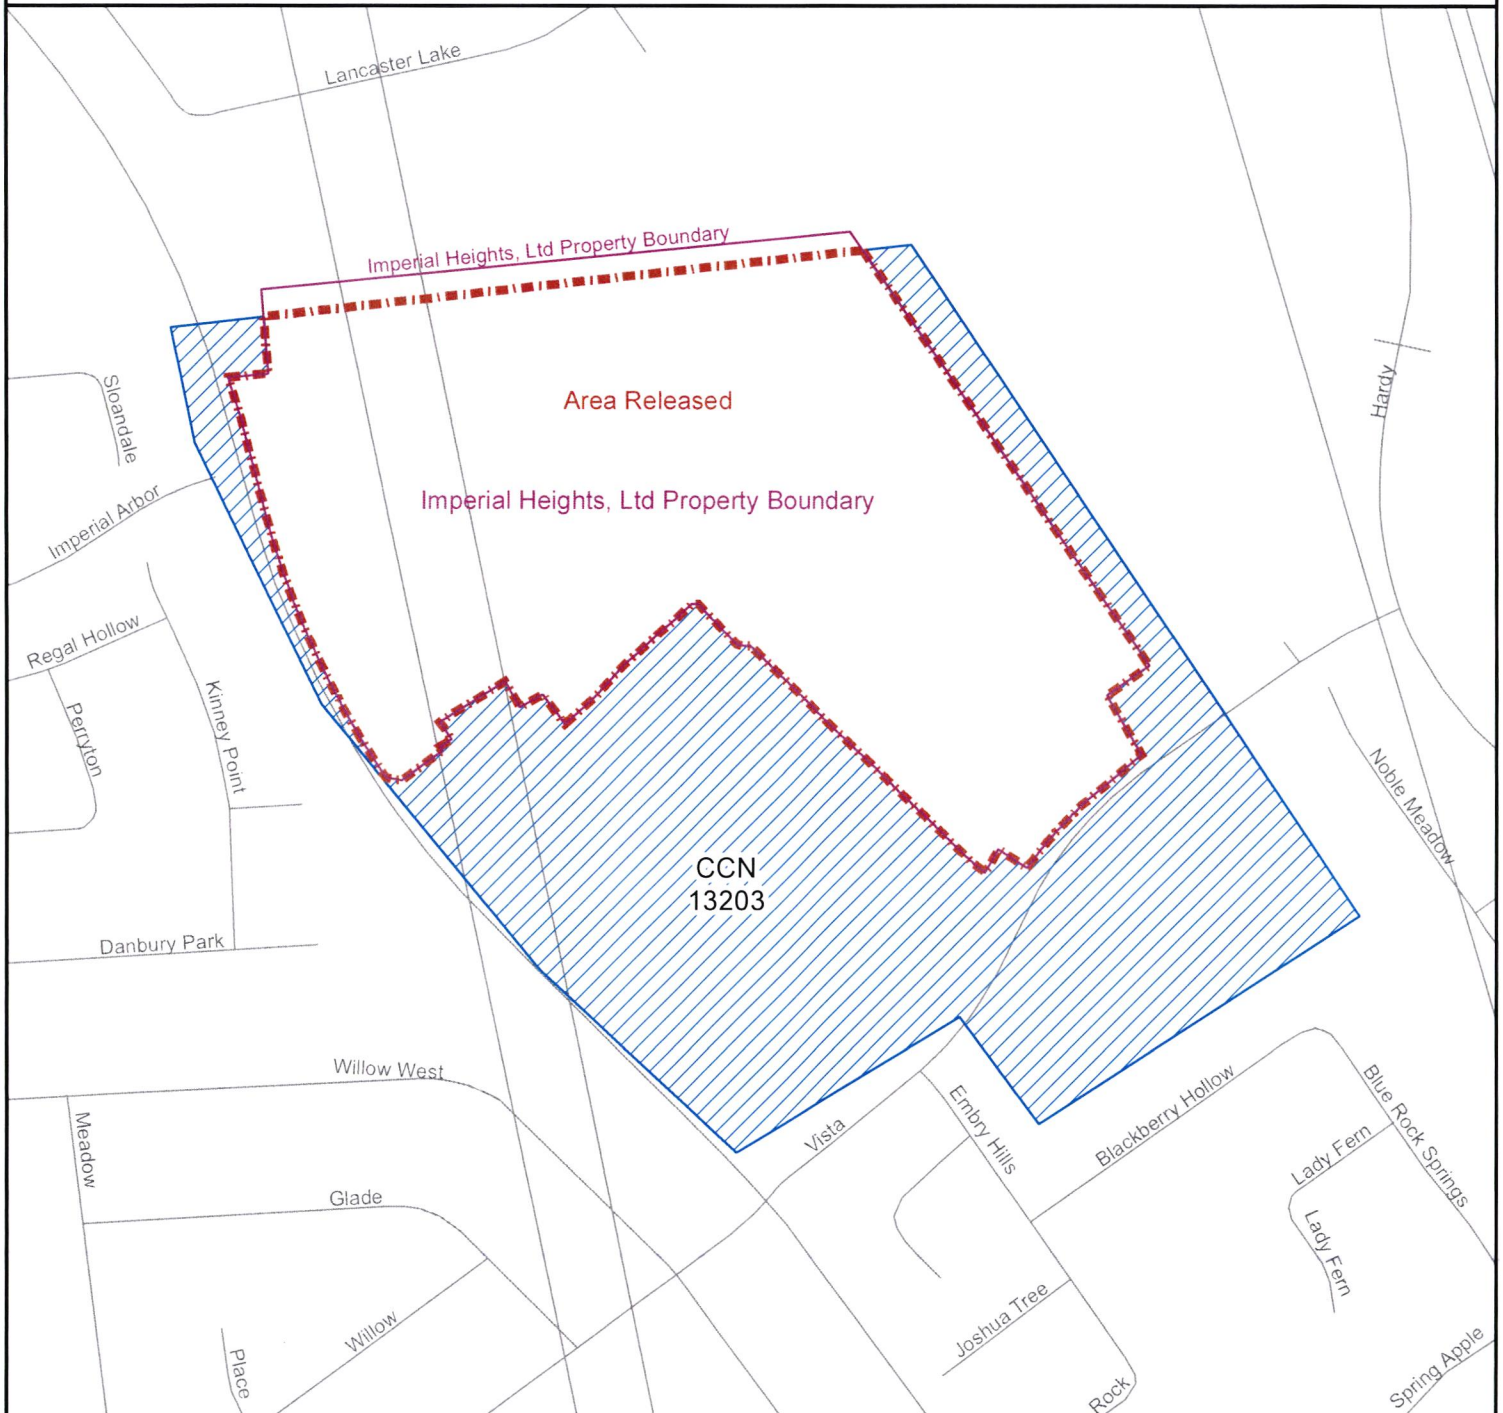 Lancaster Lake
Imperial Heights, Ltd Property Boundary
Area Released
Imperial Heights, Ltd Property Boundary
Sloandale
Hardy
Imperial Arbor
Regal Hollow
Perryton
Kinney Point
Noble Meadow
CCN
13203
Danbury Park
Willow West
Meadow
Vista
Embry Hills
Blackberry Hollow
Blue Rock Springs
Lady Fern
Lady Fern
Glade
Willow
Place
Joshua Tree
Rock
Spring Apple